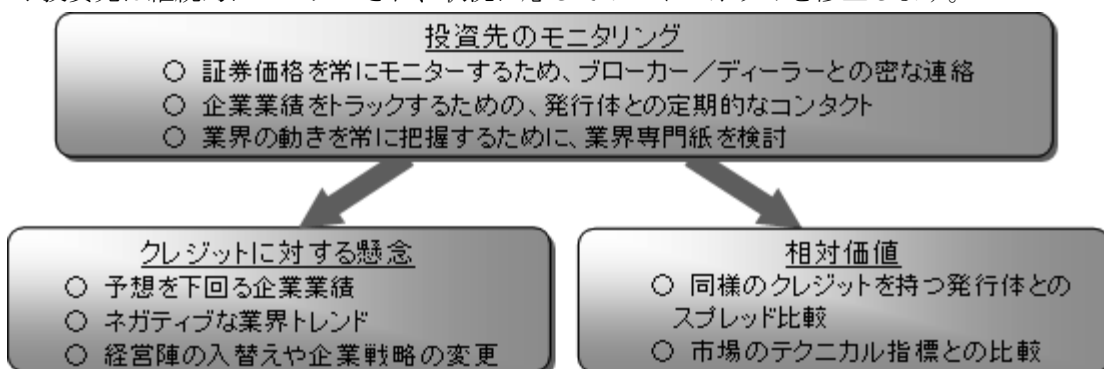 投資先のモニタリング
○ 証券価格を常にモニターするため、ブローカー／ディーラーとの密な連絡
○ 企業業績をトラックするための、発行体との定期的なコンタクト
○ 業界の動きを常に把握するために、業界専門紙を検討
クレジットに対する懸念
○ 予想を下回る企業業績
○ ネガティブな業界トレンド
○ 経営陣の入替えや企業戦略の変更
相対価値
○ 同様のクレジットを持つ発行体との
スプレッド比較
○ 市場のテクニカル指標との比較